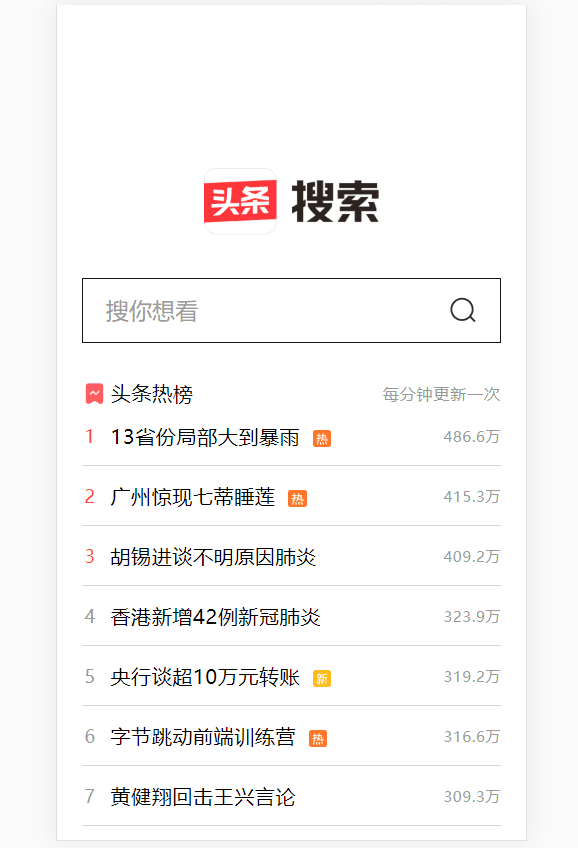 头条 搜索
搜你想看
头条热榜 每分钟更新一次
1 13省份局部大到暴雨 热 486.6万
2 广州惊现七蒂睡莲 热 415.3万
3 胡锡进谈不明原因肺炎 409.2万
4 香港新增42例新冠肺炎 323.9万
5 央行谈超10万元转账 新 319.2万
6 字节跳动前端训练营 热 316.6万
7 黄健翔回击王兴言论 309.3万